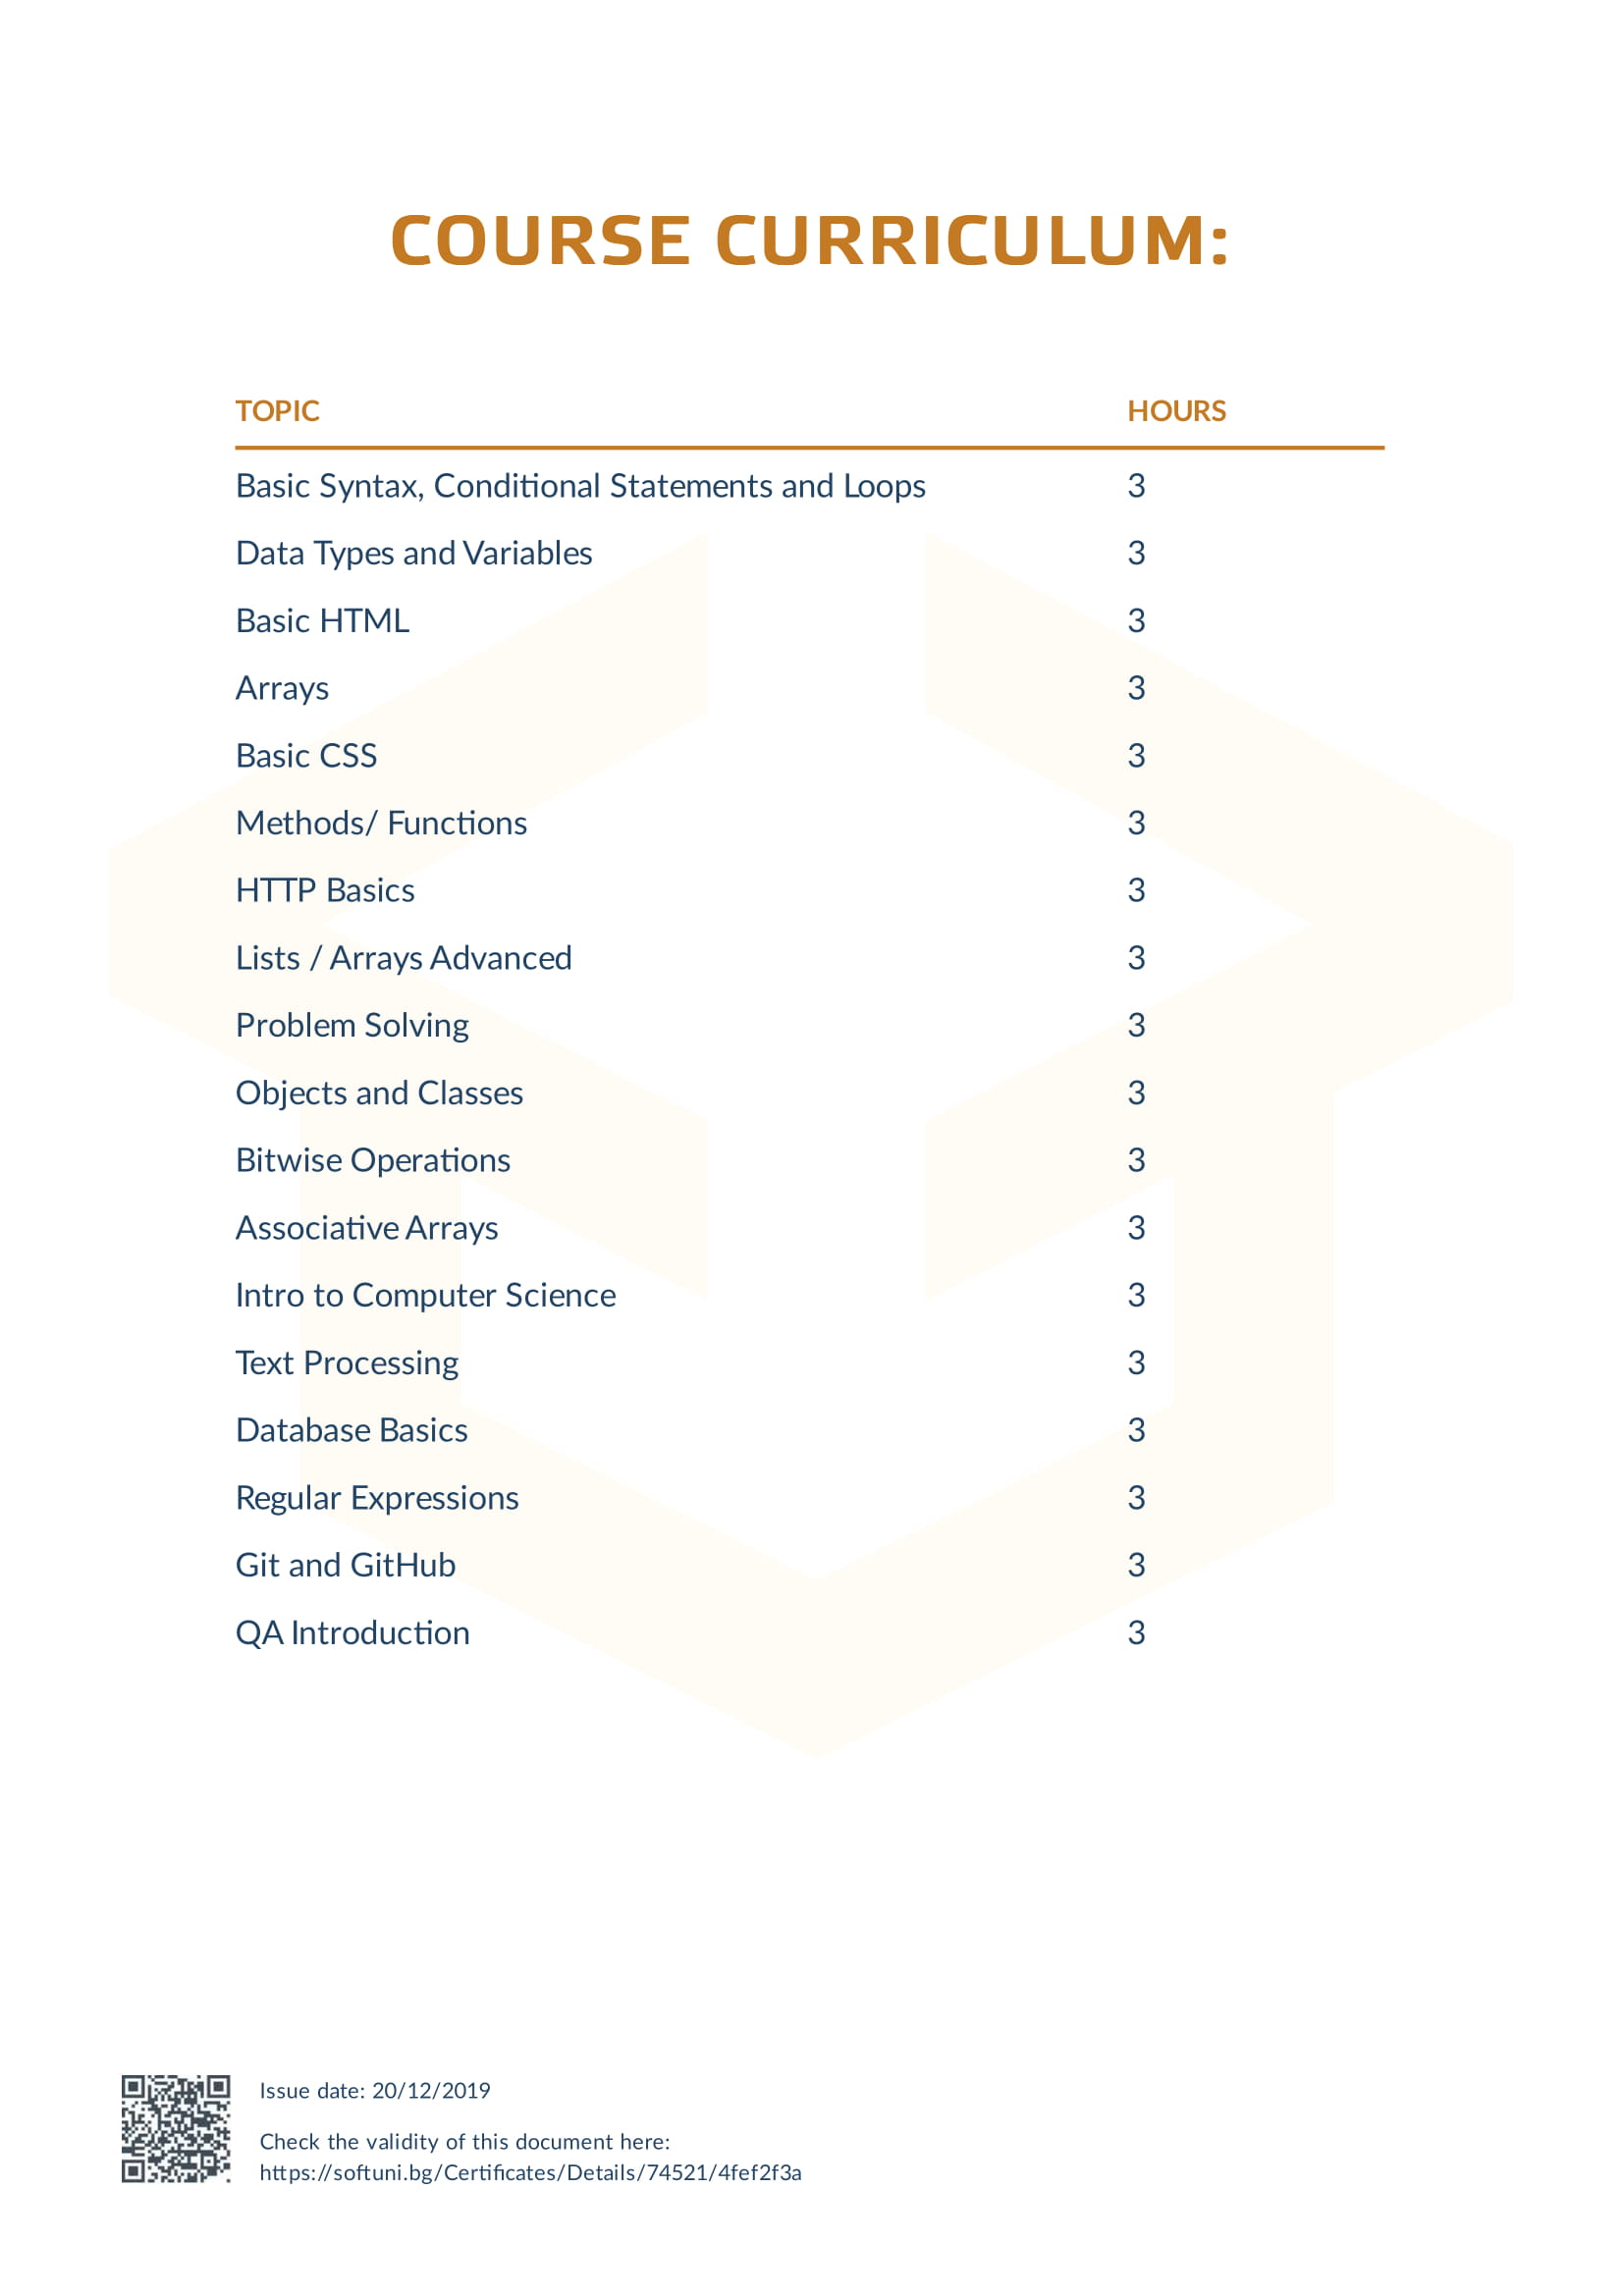 COURSE CURRICULUM:
TOPIC HOURS
Basic Syntax, Conditional Statements and Loops 3
Data Types and Variables 3
Basic HTML 3
Arrays 3
Basic CSS 3
Methods/ Functions 3
HTTP Basics 3
Lists / Arrays Advanced 3
Problem Solving 3
Objects and Classes 3
Bitwise Operations 3
Associative Arrays 3
Intro to Computer Science 3
Text Processing 3
Database Basics 3
Regular Expressions 3
Git and GitHub 3
QA Introduction 3
Issue date: 20/12/2019
Check the validity of this document here:
https://softuni.bg/Certificates/Details/74521/4fef2f3a